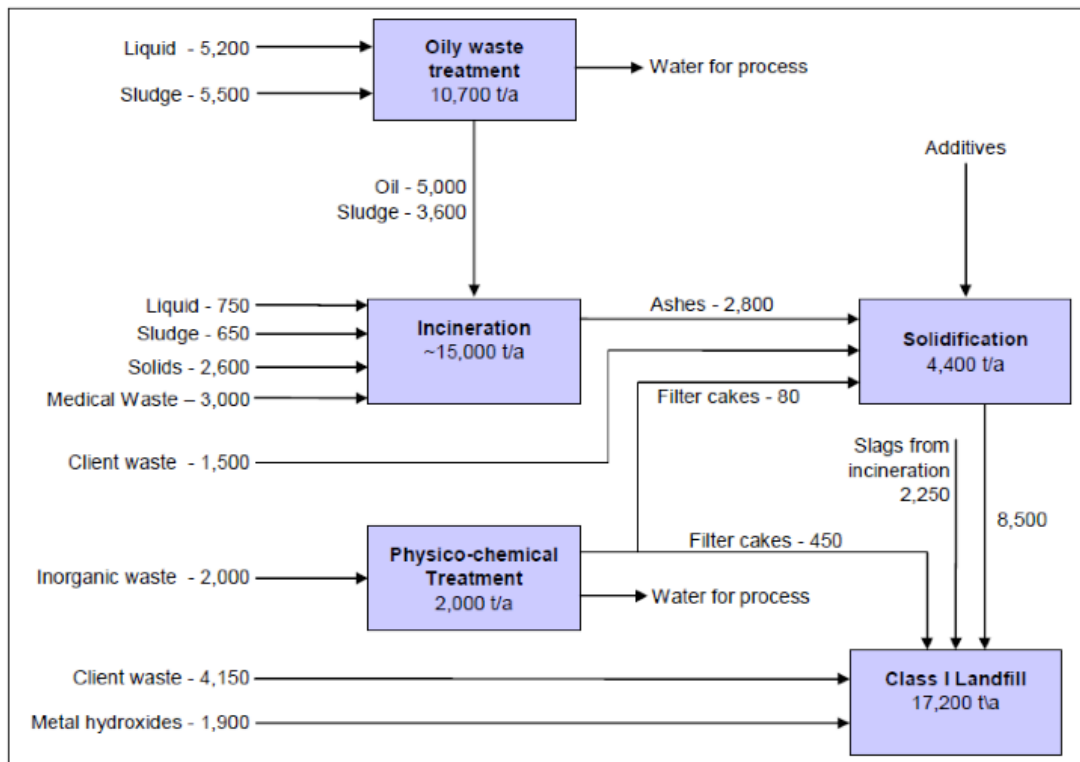 Liquid - 5,200
Sludge - 5,500
Oily waste
treatment
10,700 t/a
Water for process
Oil - 5,000
Sludge - 3,600
Additives
Liquid - 750
Sludge - 650
Solids - 2,600
Medical Waste – 3,000
Incineration
~15,000 t/a
Ashes - 2,800
Filter cakes - 80
Solidification
4,400 t/a
Client waste - 1,500
Slags from
incineration
2,250
8,500
Inorganic waste - 2,000
Physico-chemical
Treatment
2,000 t/a
Filter cakes - 450
Water for process
Client waste - 4,150
Metal hydroxides - 1,900
Class I Landfill
17,200 t\a